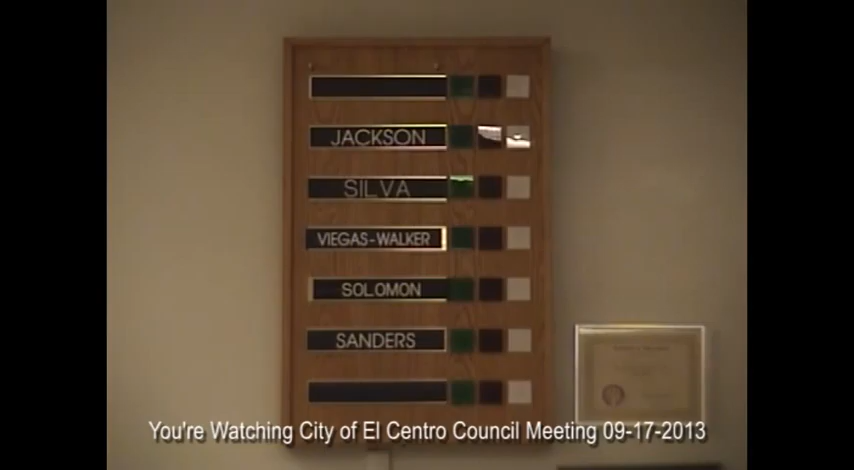 JACKSON
SILVA
VIEGAS-WALKER
SOLOMON
SANDERS
You're Watching City of El Centro Council Meeting 09-17-2013